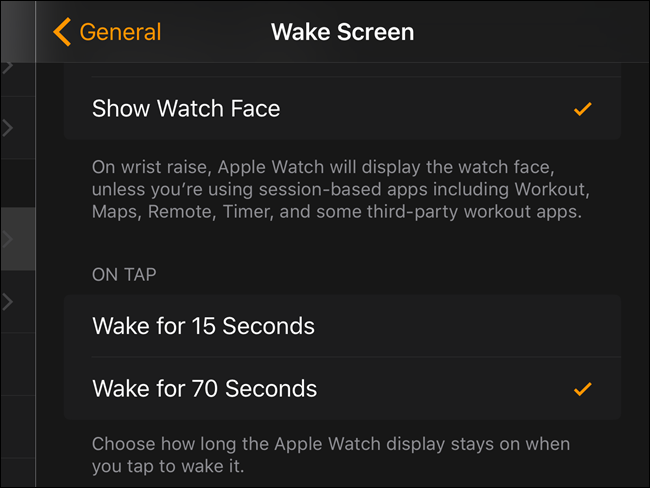 General
Wake Screen
Show Watch Face
On wrist raise, Apple Watch will display the watch face,
unless you’re using session-based apps including Workout,
Maps, Remote, Timer, and some third-party workout apps.
ON TAP
Wake for 15 Seconds
Wake for 70 Seconds
Choose how long the Apple Watch display stays on when
you tap to wake it.